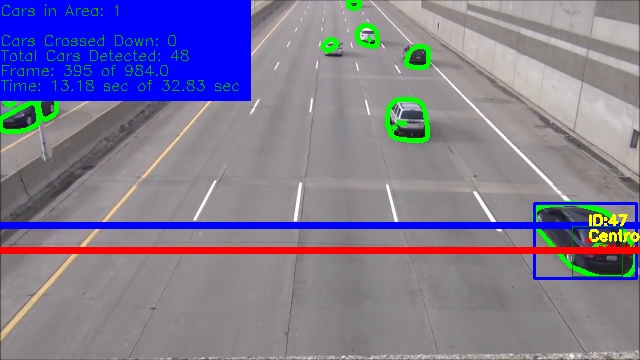 Cars in Area: 1
Cars Crossed Down: 0
Total Cars Detected: 48
Frame: 395 of 984.0
Time: 13.18 sec of 32.83 sec
ID:47
Centro